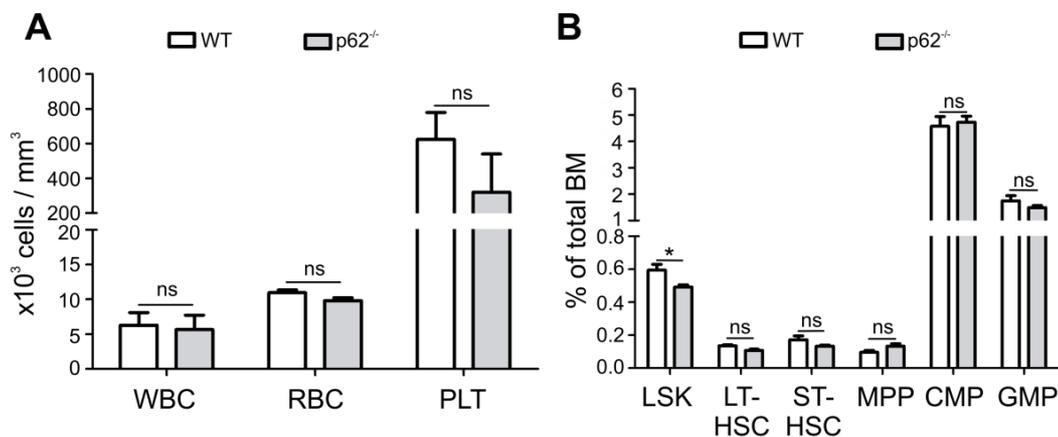 A
WT
p62-/-
x10³ cells / mm³
1000
800
600
400
200
20
15
10
5
0
ns
ns
ns
WBC
RBC
PLT
B
WT
p62-/-
% of total BM
6
5
4
3
2
1
0.8
0.6
0.4
0.2
0.0
*
ns
ns
ns
ns
ns
LSK
LT-
HSC
ST-
HSC
MPP
CMP
GMP